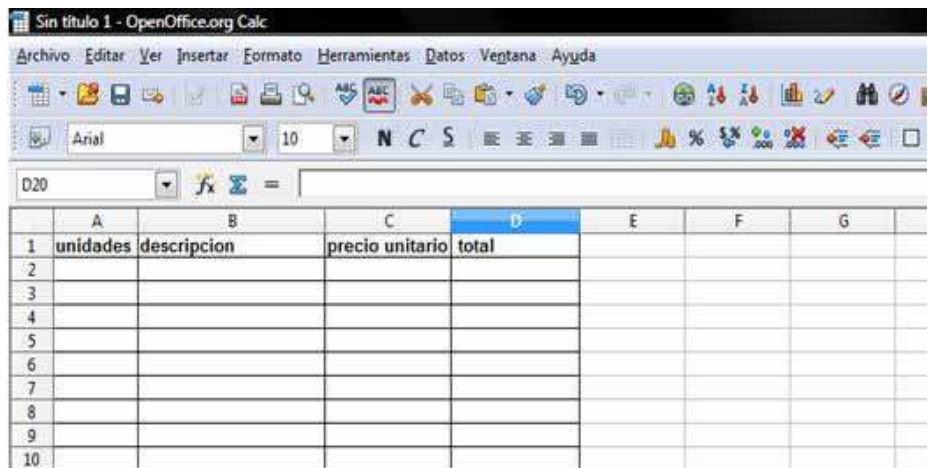 Sin título 1 - OpenOffice.org Calc
Archivo Editar Ver Insertar Formato Herramientas Datos Ventana Ayuda
Arial 10 N C S
D20 fx Σ =
A B C D E F G
1 unidades descripcion precio unitario total
2
3
4
5
6
7
8
9
10